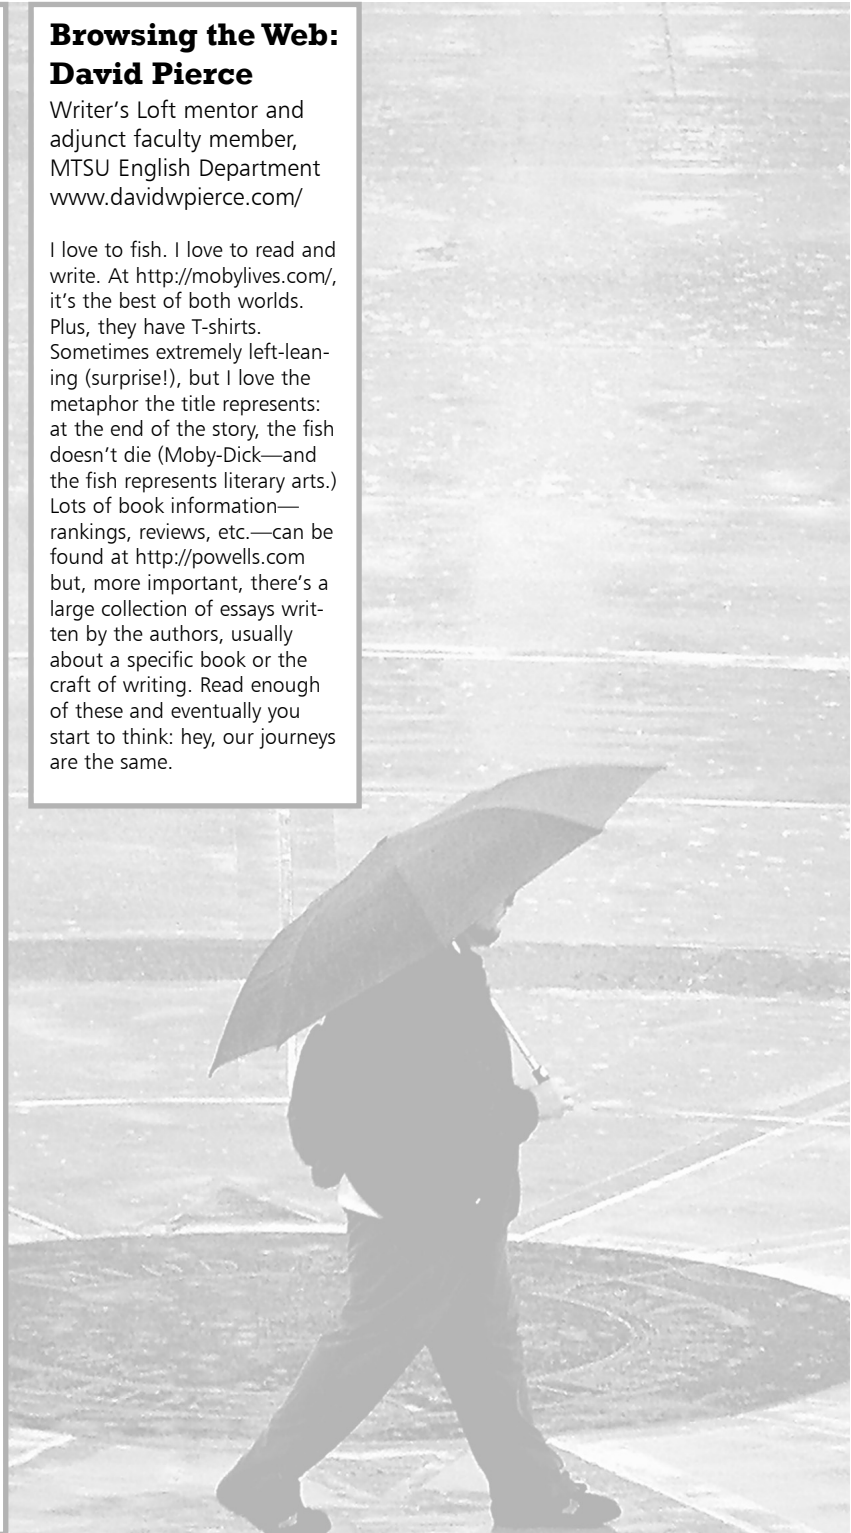 Browsing the Web:
David Pierce
Writer’s Loft mentor and
adjunct faculty member,
MTSU English Department
www.davidwpierce.com/
I love to fish. I love to read and
write. At http://mobylives.com/,
it’s the best of both worlds.
Plus, they have T-shirts.
Sometimes extremely left-lean-
ing (surprise!), but I love the
metaphor the title represents:
at the end of the story, the fish
doesn’t die (Moby-Dick—and
the fish represents literary arts.)
Lots of book information—
rankings, reviews, etc.—can be
found at http://powells.com
but, more important, there’s a
large collection of essays writ-
ten by the authors, usually
about a specific book or the
craft of writing. Read enough
of these and eventually you
start to think: hey, our journeys
are the same.